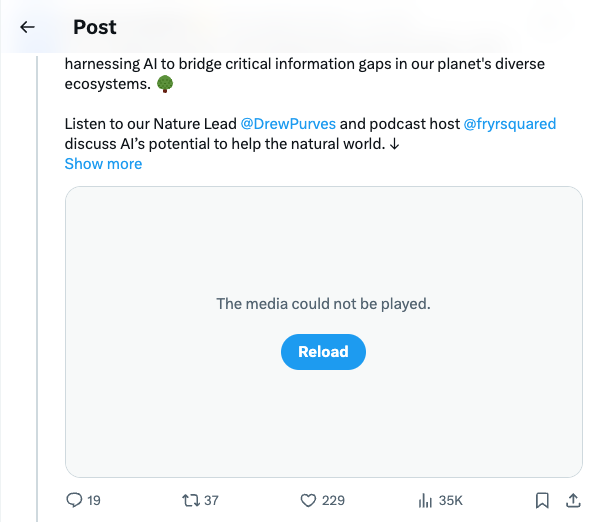 Post
harnessing AI to bridge critical information gaps in our planet's diverse
ecosystems. 🌳
Listen to our Nature Lead @DrewPurves and podcast host @fryrsquared
discuss AI’s potential to help the natural world. ↓
Show more
The media could not be played.
Reload
19 37 229 35K